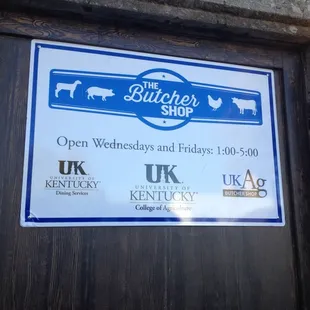 THE
Butcher
SHOP
Open Wednesdays and Fridays: 1:00-5:00
UK
UNIVERSITY OF
KENTUCKY
Dining Services
UK
UNIVERSITY OF
KENTUCKY
College of Agriculture
UKAg
BUTCHER SHOP